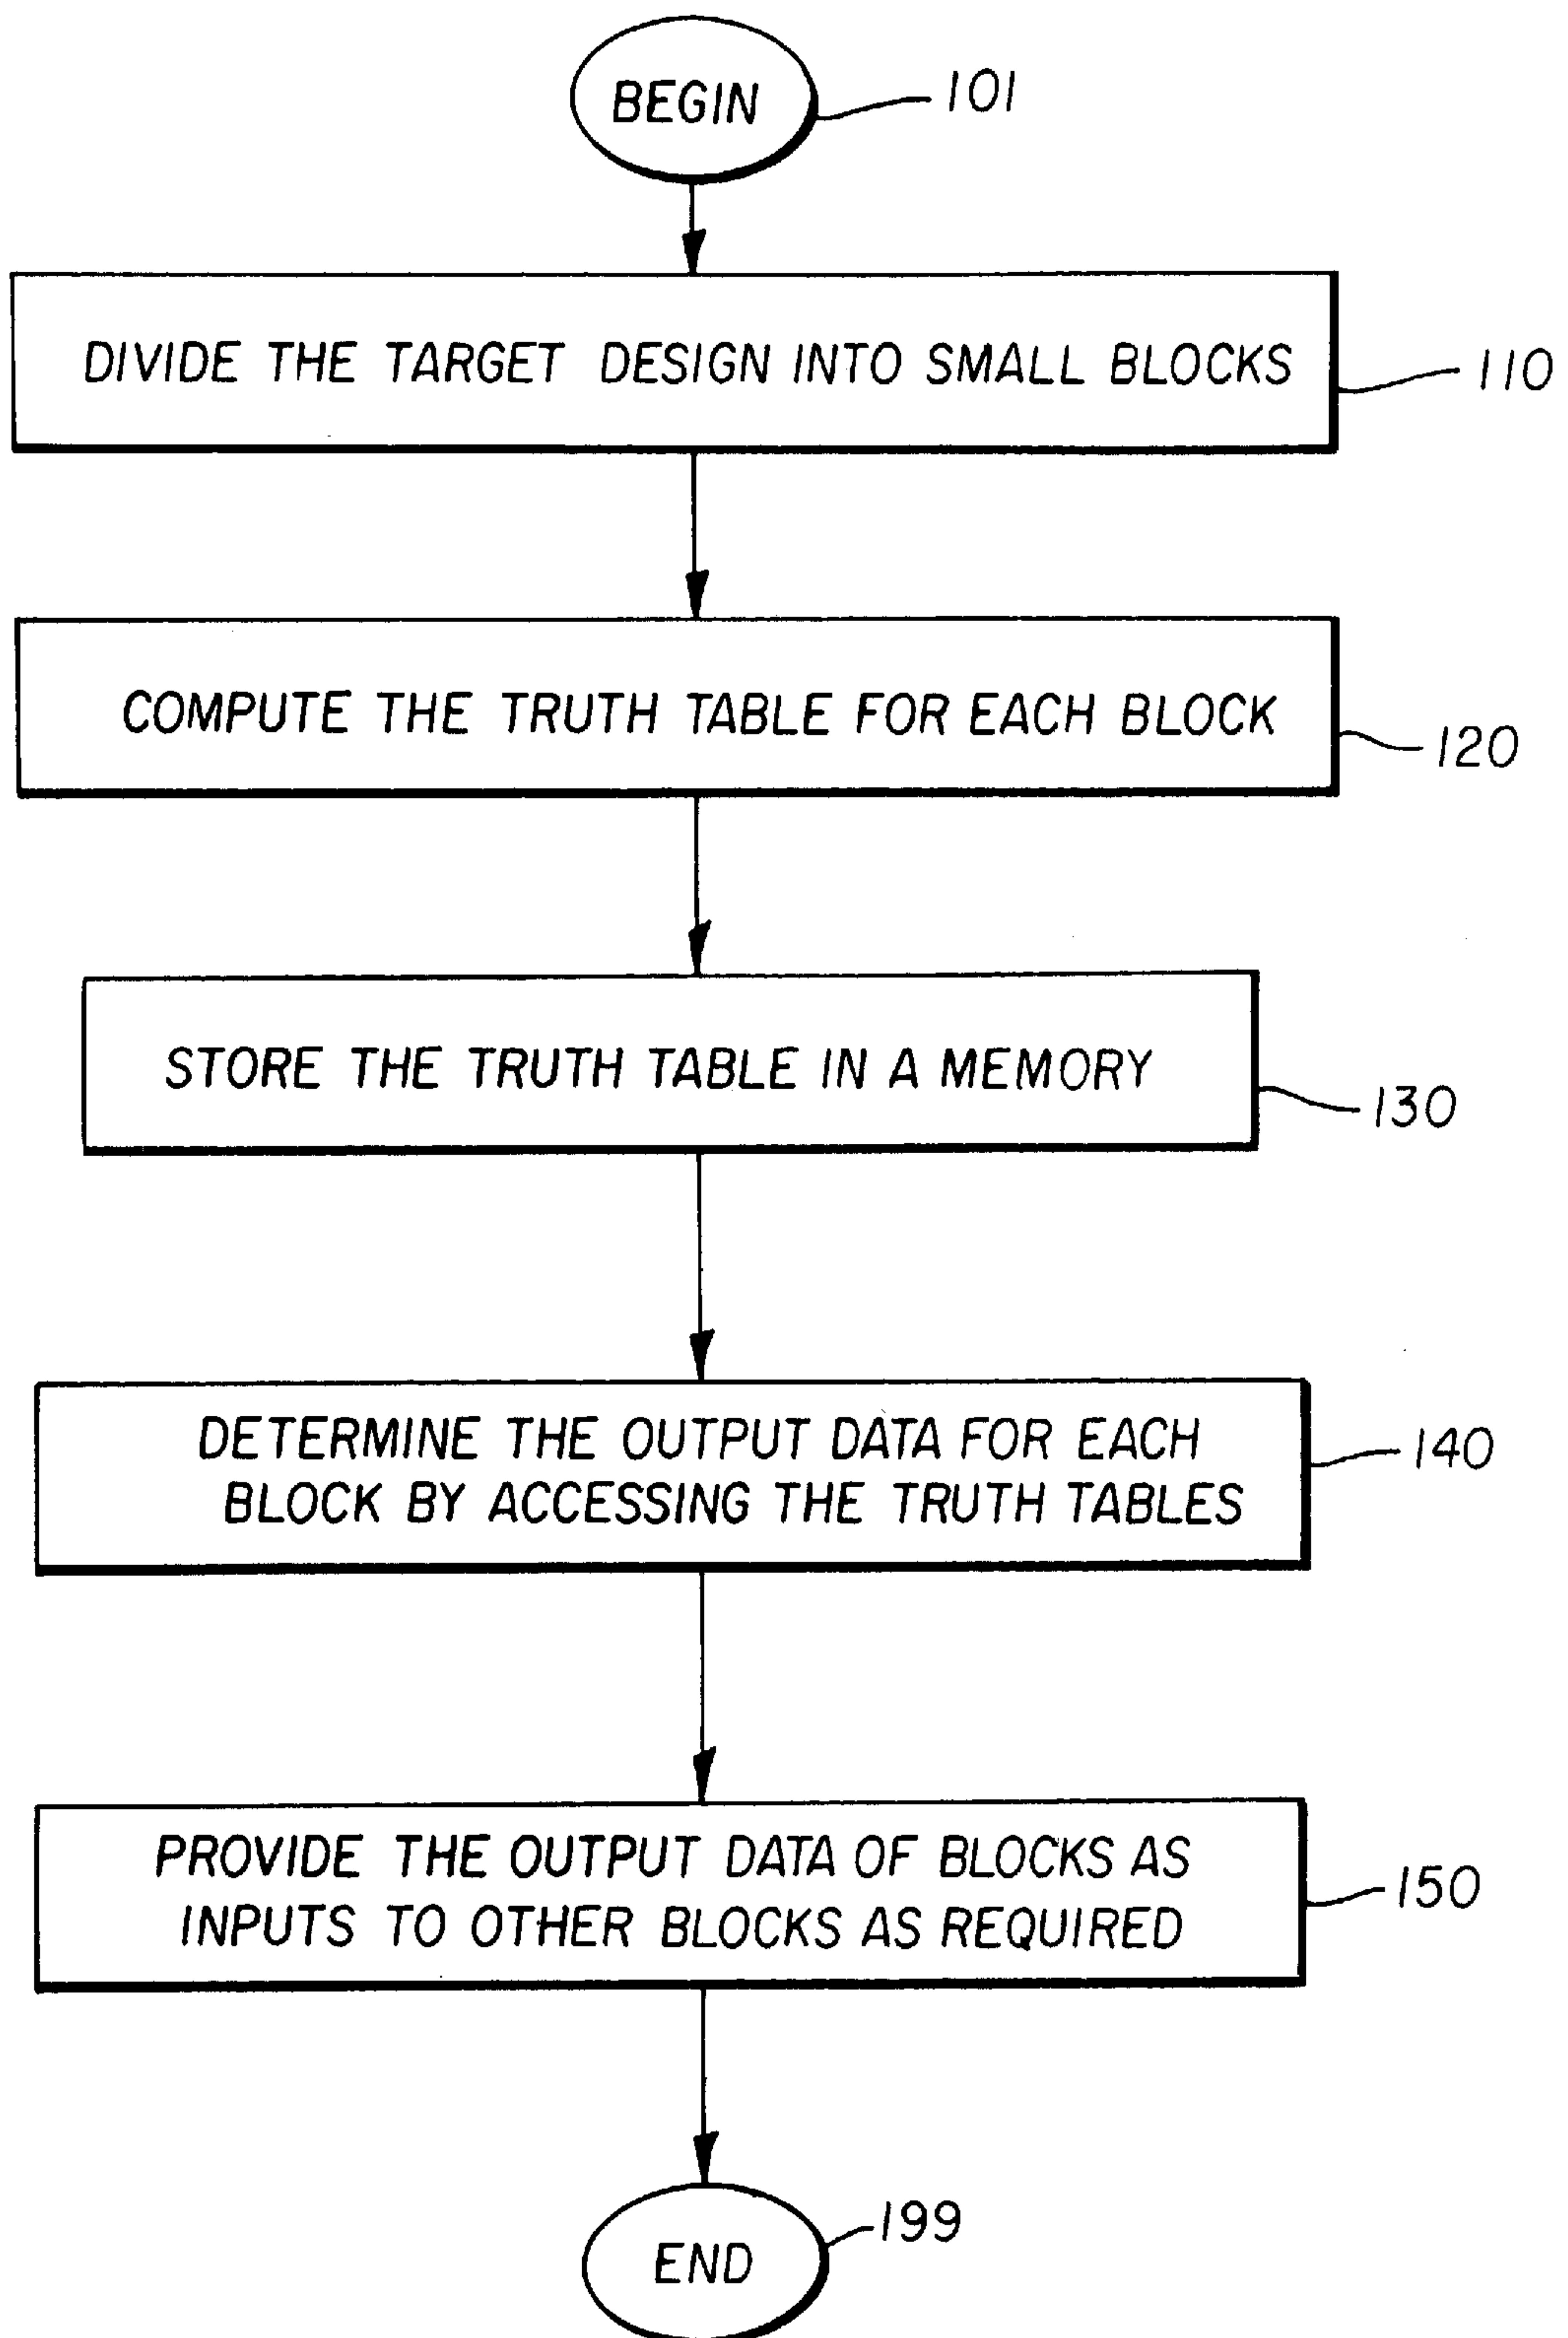 BEGIN
101
DIVIDE THE TARGET DESIGN INTO SMALL BLOCKS
110
COMPUTE THE TRUTH TABLE FOR EACH BLOCK
120
STORE THE TRUTH TABLE IN A MEMORY
130
DETERMINE THE OUTPUT DATA FOR EACH
BLOCK BY ACCESSING THE TRUTH TABLES
140
PROVIDE THE OUTPUT DATA OF BLOCKS AS
INPUTS TO OTHER BLOCKS AS REQUIRED
150
199
END